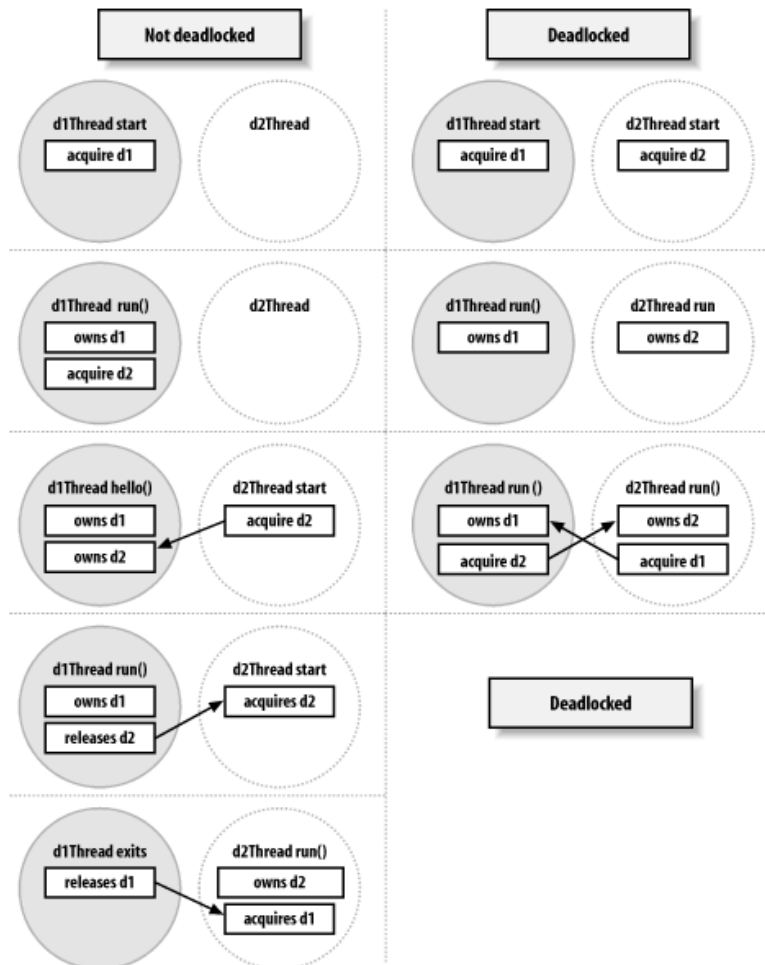 Not deadlocked
Deadlocked
d1Thread start
acquire d1
d2Thread
d1Thread start
acquire d1
d2Thread start
acquire d2
d1Thread run()
owns d1
acquire d2
d2Thread
d1Thread run()
owns d1
d2Thread run
owns d2
d1Thread hello()
owns d1
owns d2
d2Thread start
acquire d2
d1Thread run ()
owns d1
acquire d2
d2Thread run()
owns d2
acquire d1
d1Thread run()
owns d1
releases d2
d2Thread start
acquires d2
Deadlocked
d1Thread exits
releases d1
d2Thread run()
owns d2
acquires d1